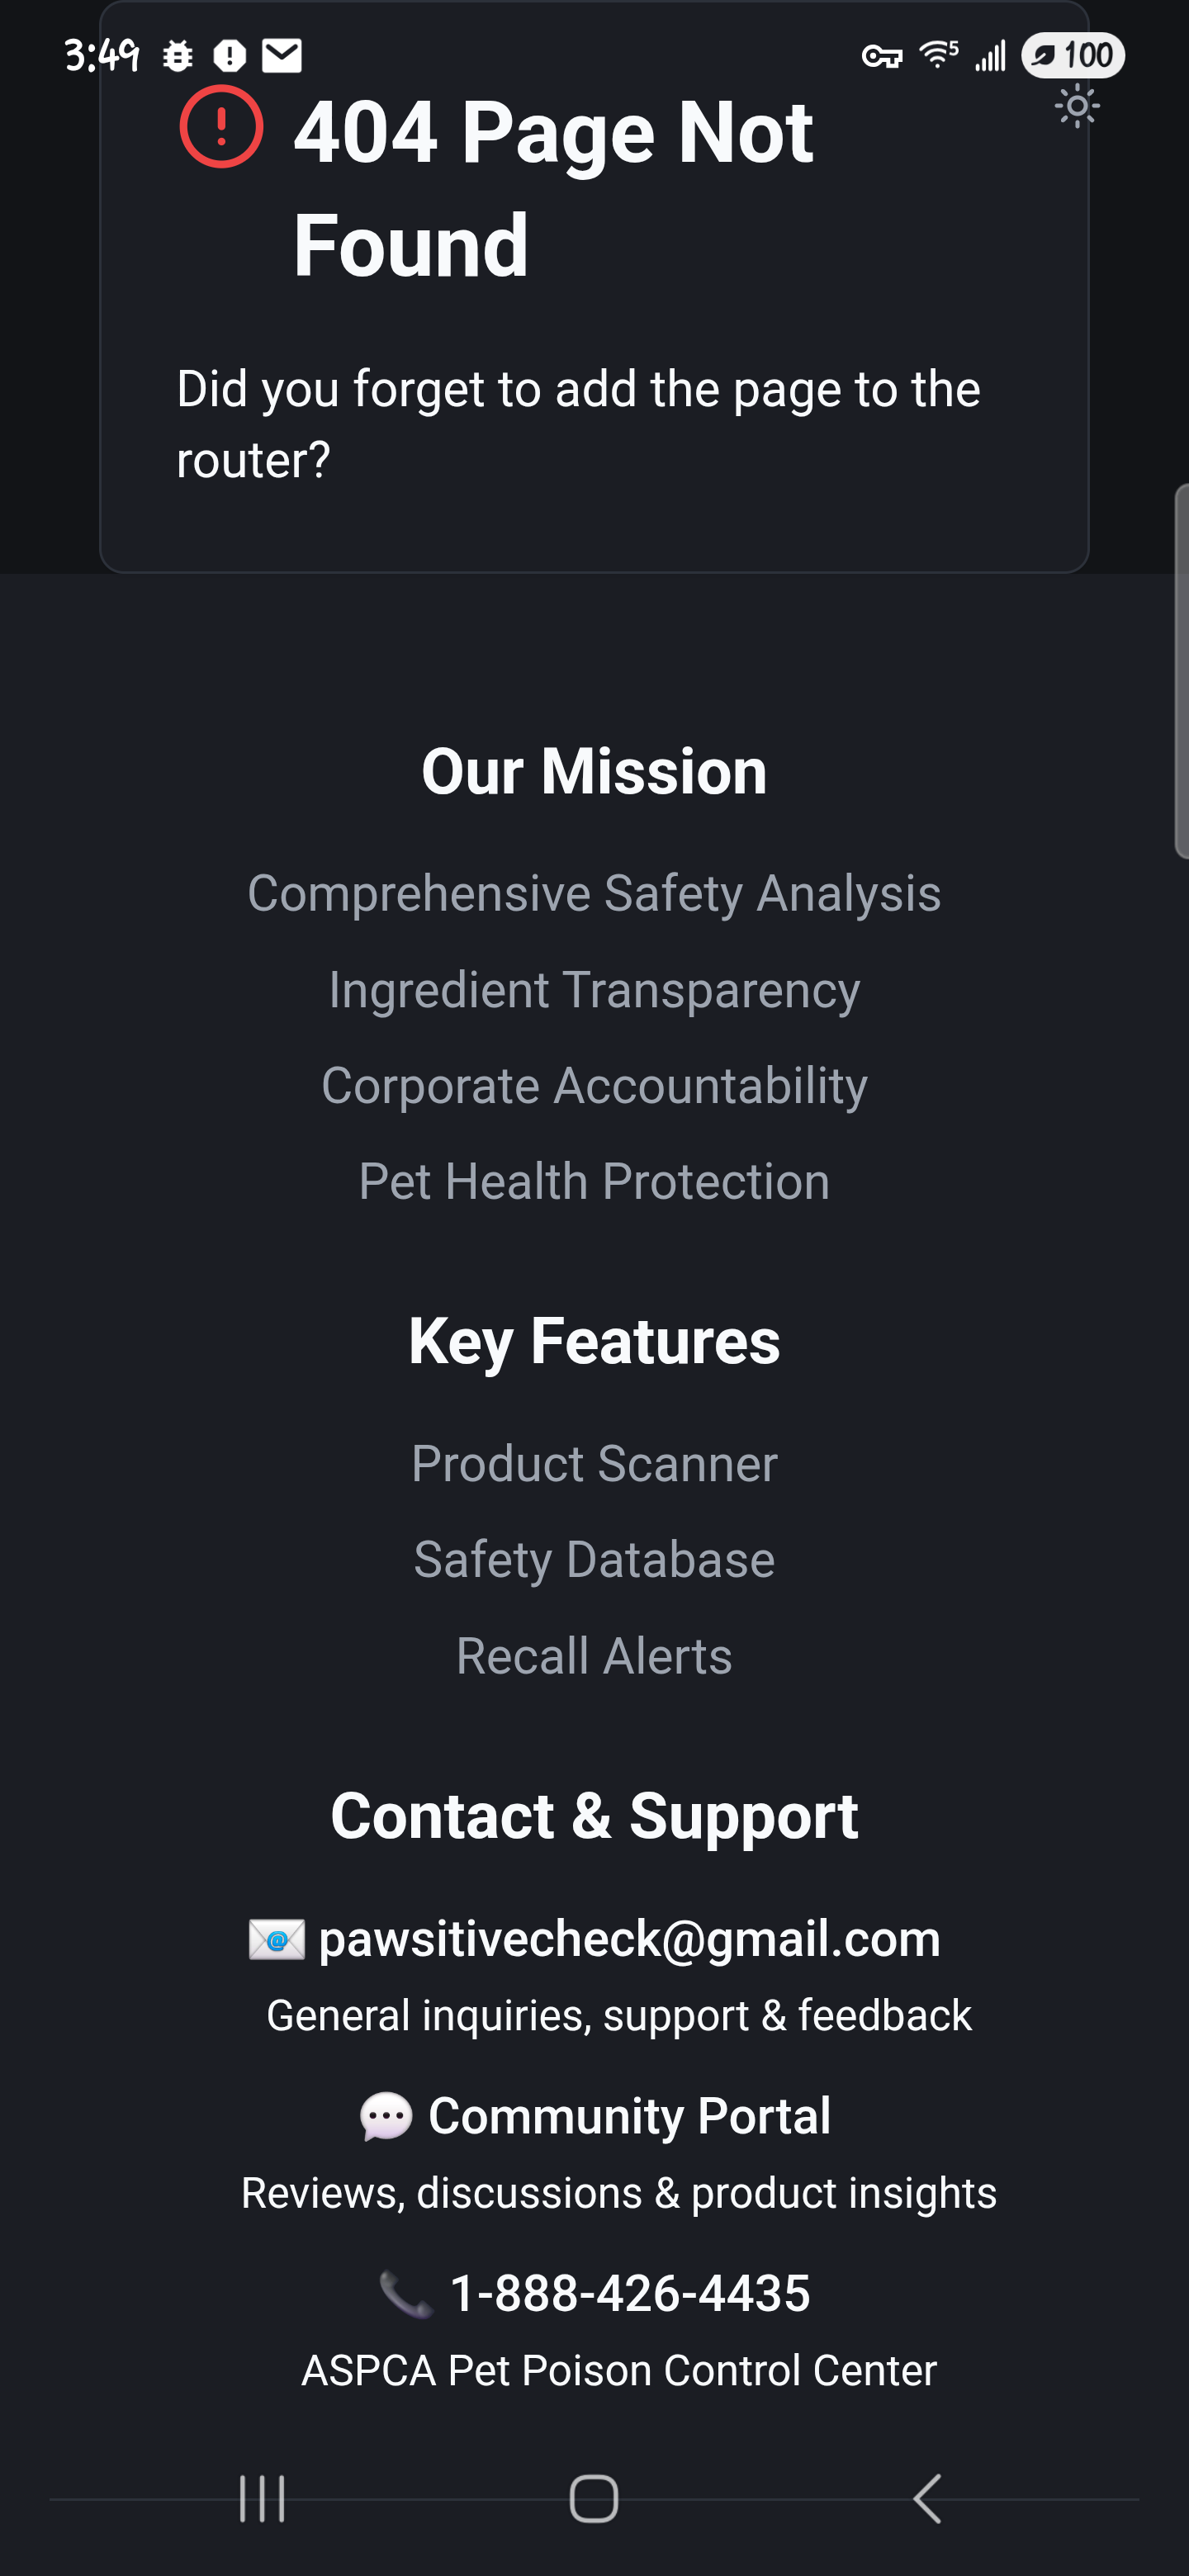 3:49
5
100
404 Page Not
Found
Did you forget to add the page to the
router?
Our Mission
Comprehensive Safety Analysis
Ingredient Transparency
Corporate Accountability
Pet Health Protection
Key Features
Product Scanner
Safety Database
Recall Alerts
Contact & Support
📧 pawsitivecheck@gmail.com
General inquiries, support & feedback
💬 Community Portal
Reviews, discussions & product insights
📞 1-888-426-4435
ASPCA Pet Poison Control Center